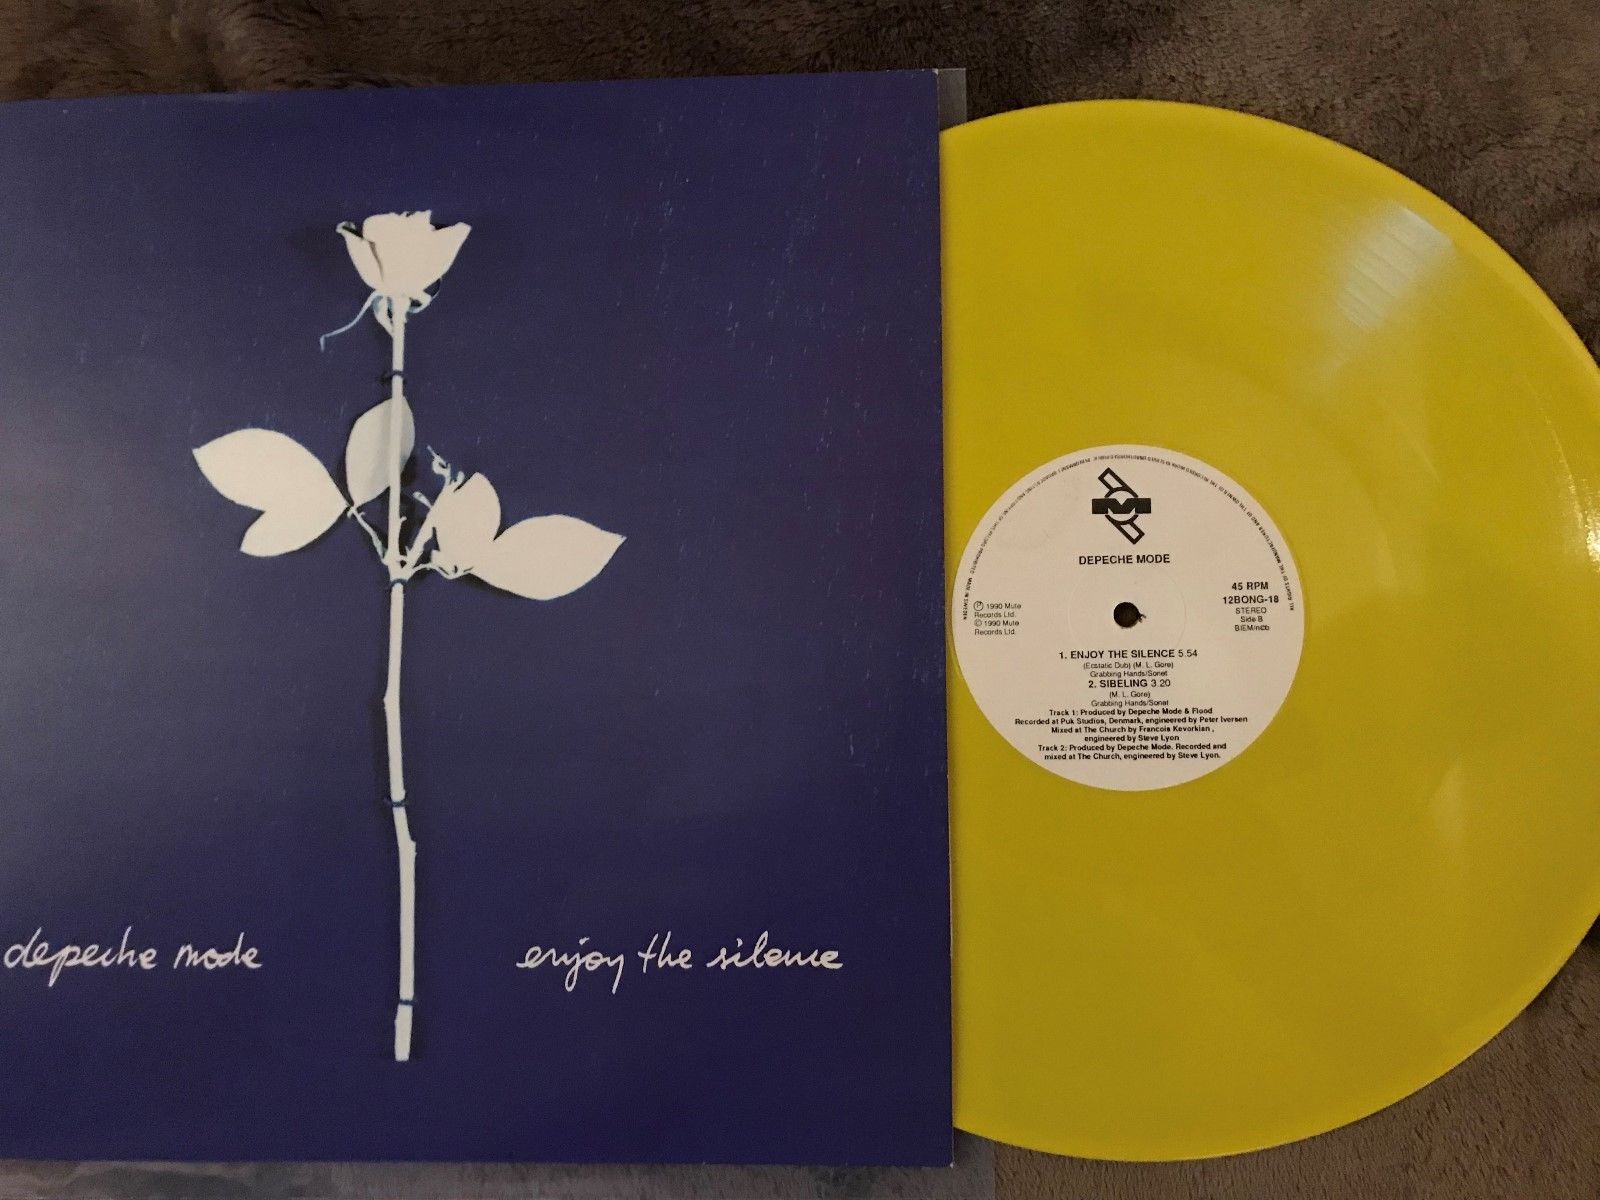 depeche mode
enjoy the silence
M
DEPECHE MODE
45 RPM
12BONG-18
STEREO
Side B
BIEM/ncb
Ⓟ 1990 Mute
Records Ltd.
© 1990 Mute
Records Ltd.
1. ENJOY THE SILENCE 5.54
(Ecstatic Dub) (M. L. Gore)
Grabbing Hands/Sonet
2. SIBELING 3.20
(M. L. Gore)
Grabbing Hands/Sonet
Track 1: Produced by Depeche Mode & Flood
Recorded at Puk Studios, Denmark, engineered by Peter Iversen
Mixed at The Church by Francois Kevorkian ,
engineered by Steve Lyon
Track 2: Produced by Depeche Mode. Recorded and
mixed at The Church, engineered by Steve Lyon.
MADE IN SWEDEN